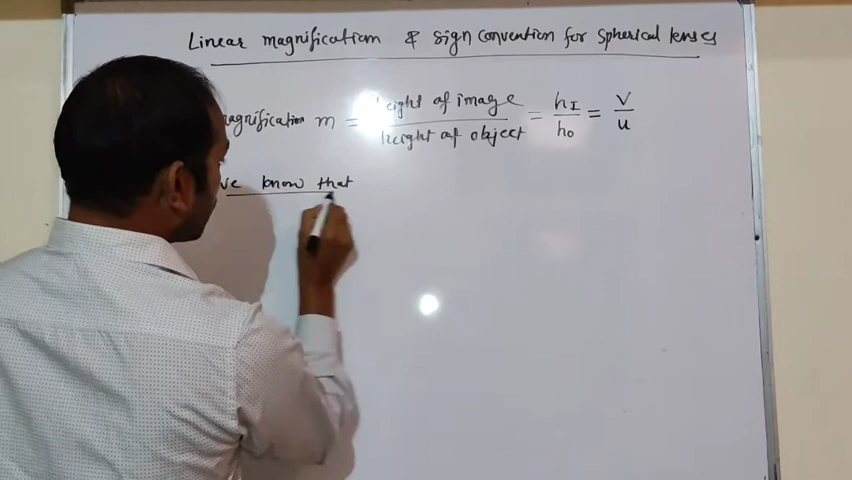 Linear magnification & sign convention for spherical lenses
magnification m = height of image / height of object = hI / ho = v / u
we know that